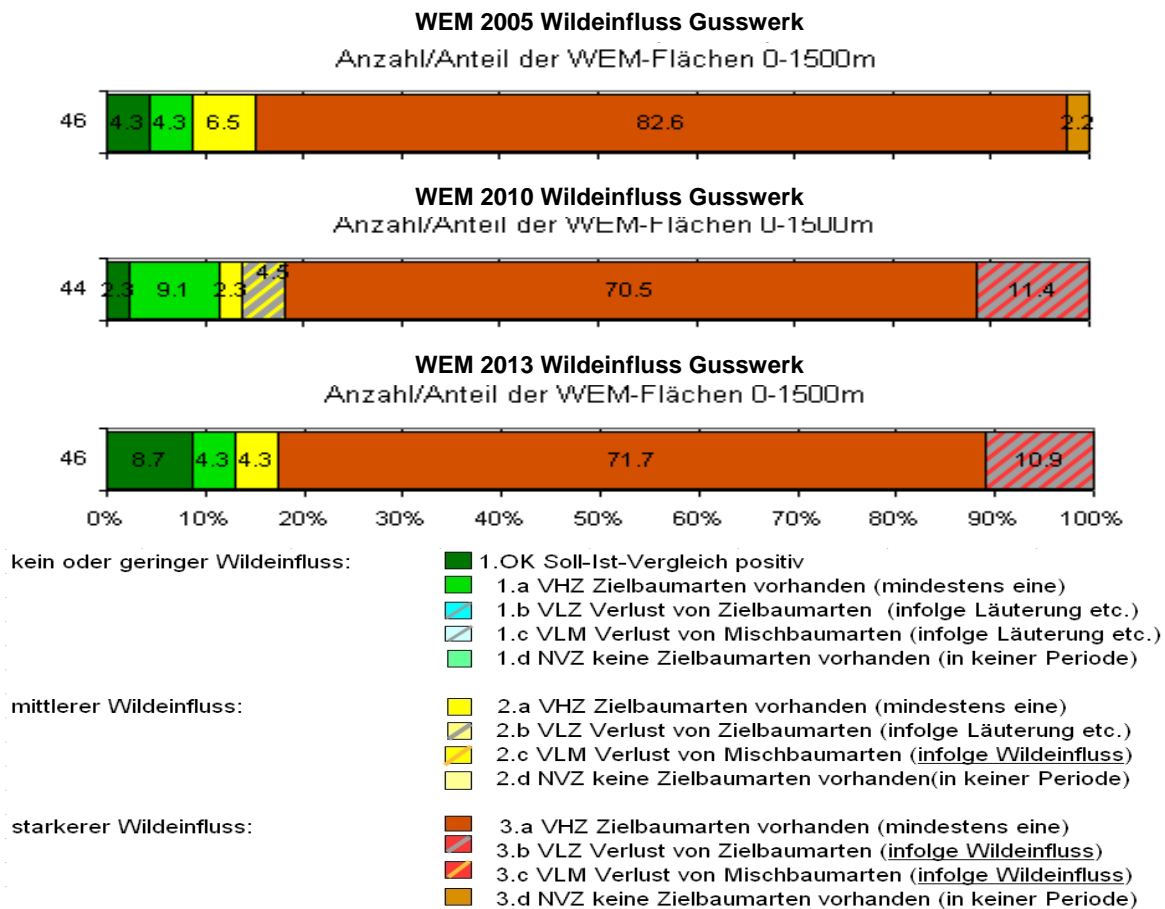 WEM 2005 Wildeinfluss Gusswerk
Anzahl/Anteil der WEM-Flächen 0-1500m
46 4.3 4.3 6.5 82.6 2.2
WEM 2010 Wildeinfluss Gusswerk
Anzahl/Anteil der WEM-Flächen 0-1500m
44 2.3 9.1 2.3 4.5 70.5 11.4
WEM 2013 Wildeinfluss Gusswerk
Anzahl/Anteil der WEM-Flächen 0-1500m
46 8.7 4.3 4.3 71.7 10.9
0% 10% 20% 30% 40% 50% 60% 70% 80% 90% 100%
kein oder geringer Wildeinfluss: 1.OK Soll-Ist-Vergleich positiv
1.a VHZ Zielbaumarten vorhanden (mindestens eine)
1.b VLZ Verlust von Zielbaumarten (infolge Läuterung etc.)
1.c VLM Verlust von Mischbaumarten (infolge Läuterung etc.)
1.d NVZ keine Zielbaumarten vorhanden (in keiner Periode)
mittlerer Wildeinfluss: 2.a VHZ Zielbaumarten vorhanden (mindestens eine)
2.b VLZ Verlust von Zielbaumarten (infolge Läuterung etc.)
2.c VLM Verlust von Mischbaumarten (infolge Wildeinfluss)
2.d NVZ keine Zielbaumarten vorhanden(in keiner Periode)
starkerer Wildeinfluss: 3.a VHZ Zielbaumarten vorhanden (mindestens eine)
3.b VLZ Verlust von Zielbaumarten (infolge Wildeinfluss)
3.c VLM Verlust von Mischbaumarten (infolge Wildeinfluss)
3.d NVZ keine Zielbaumarten vorhanden (in keiner Periode)